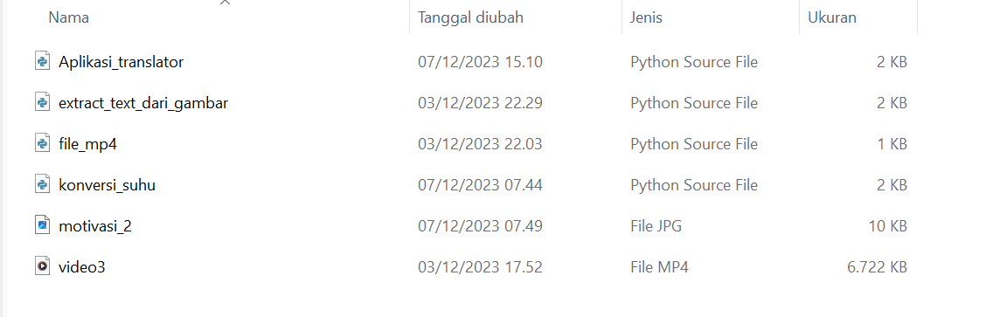 Nama Tanggal diubah Jenis Ukuran
Aplikasi_translator 07/12/2023 15.10 Python Source File 2 KB
extract_text_dari_gambar 03/12/2023 22.29 Python Source File 2 KB
file_mp4 03/12/2023 22.03 Python Source File 1 KB
konversi_suhu 07/12/2023 07.44 Python Source File 2 KB
motivasi_2 07/12/2023 07.49 File JPG 10 KB
video3 03/12/2023 17.52 File MP4 6.722 KB